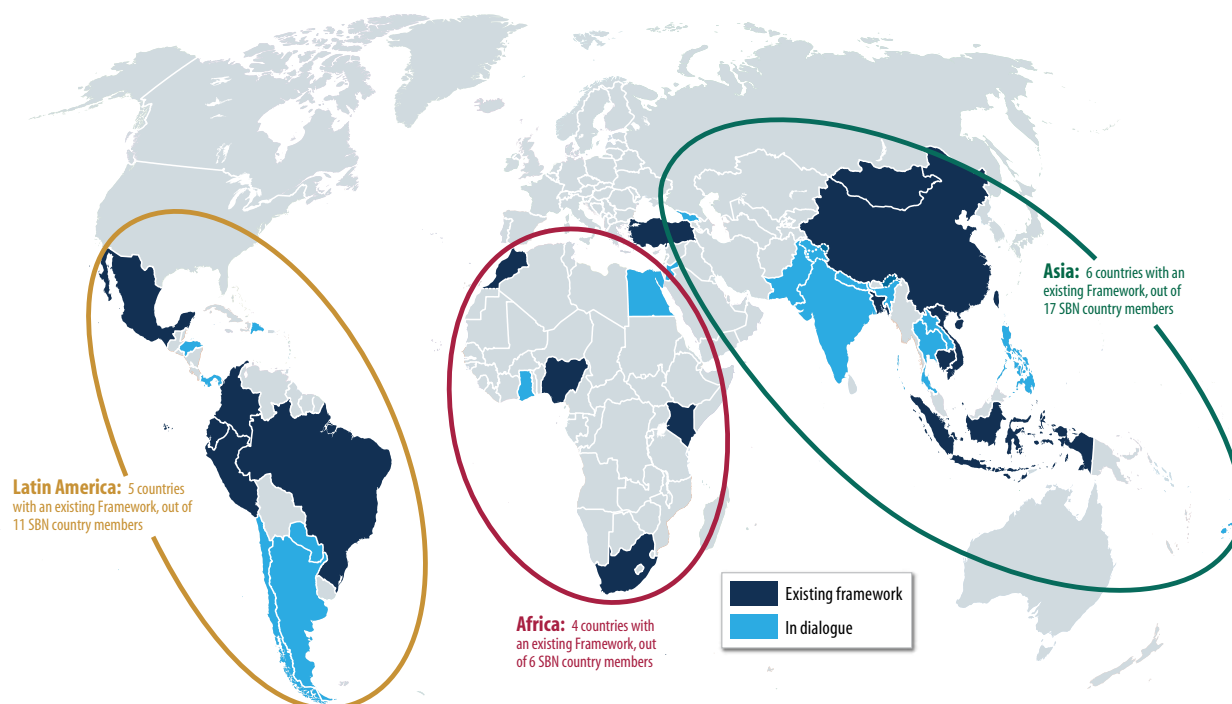 Asia: 6 countries with an
existing Framework, out of
17 SBN country members
Latin America: 5 countries
with an existing Framework, out of
11 SBN country members
Africa: 4 countries with
an existing Framework, out
of 6 SBN country members
Existing framework
In dialogue